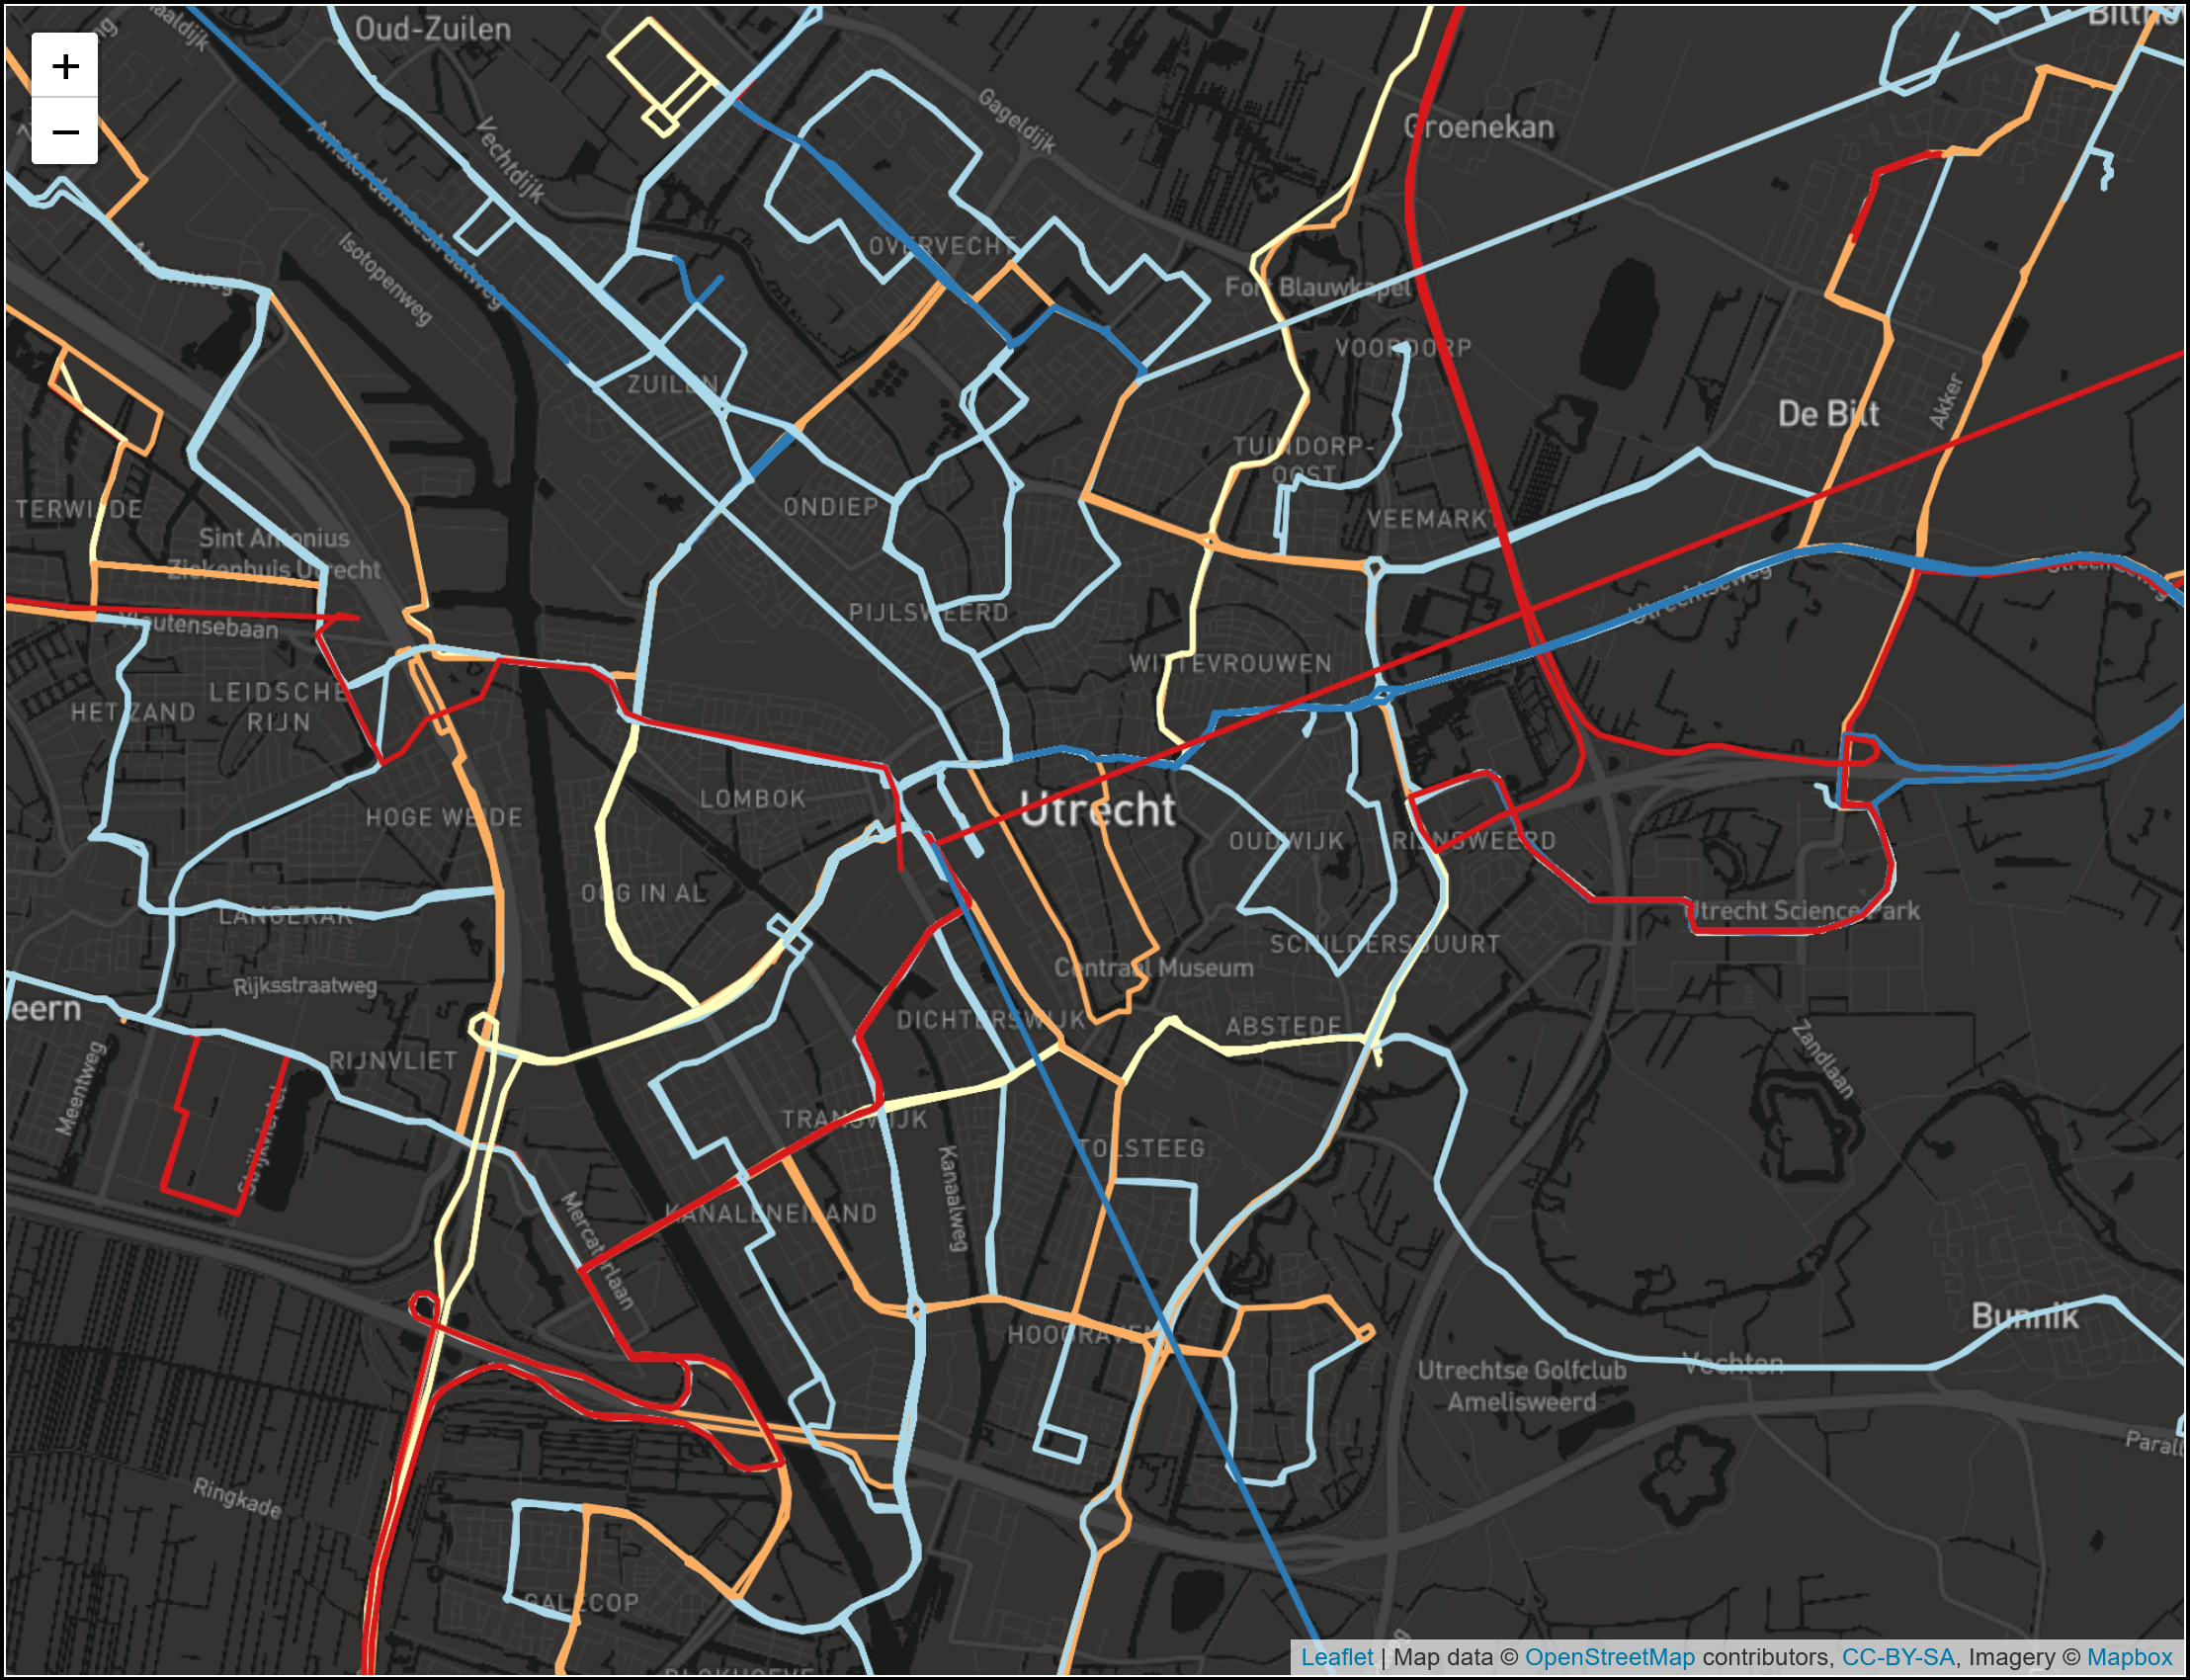 +
−
Oud-Zuilen
Vechtdijk
Amsterdamsestraatweg
Isotopenweg
Gageldijk
Groenekan
OVERVECHT
Fort Blauwkapel
VOORDORP
ZUILEN
De Bilt
Akker
TUINDORP-
OOST
TERWIJDE
ONDIEP
VEEMARKT
Sint Antonius
Ziekenhuis Utrecht
Vleutensebaan
PIJLSWEERD
Utrechtseweg
WITTEVROUWEN
LEIDSCHE
RIJN
HET ZAND
HOGE WEIDE
LOMBOK
Utrecht
OUDWIJK
RIJNSWEERD
OOG IN AL
LANGERAK
Utrecht Science Park
SCHILDERSBUURT
Centraal Museum
Rijksstraatweg
eern
DICHTERSWIJK
ABSTEDE
Zandlaan
RIJNVLIET
Meentweg
Strijkviertel
TRANSWIJK
TOLSTEEG
Kanaalweg
KANALENEILAND
Mercatorlaan
HOOGRAVEN
Bunnik
Vechten
Utrechtse Golfclub
Amelisweerd
Parall
Ringkade
GALECOP
Leaflet | Map data © OpenStreetMap contributors, CC-BY-SA, Imagery © Mapbox